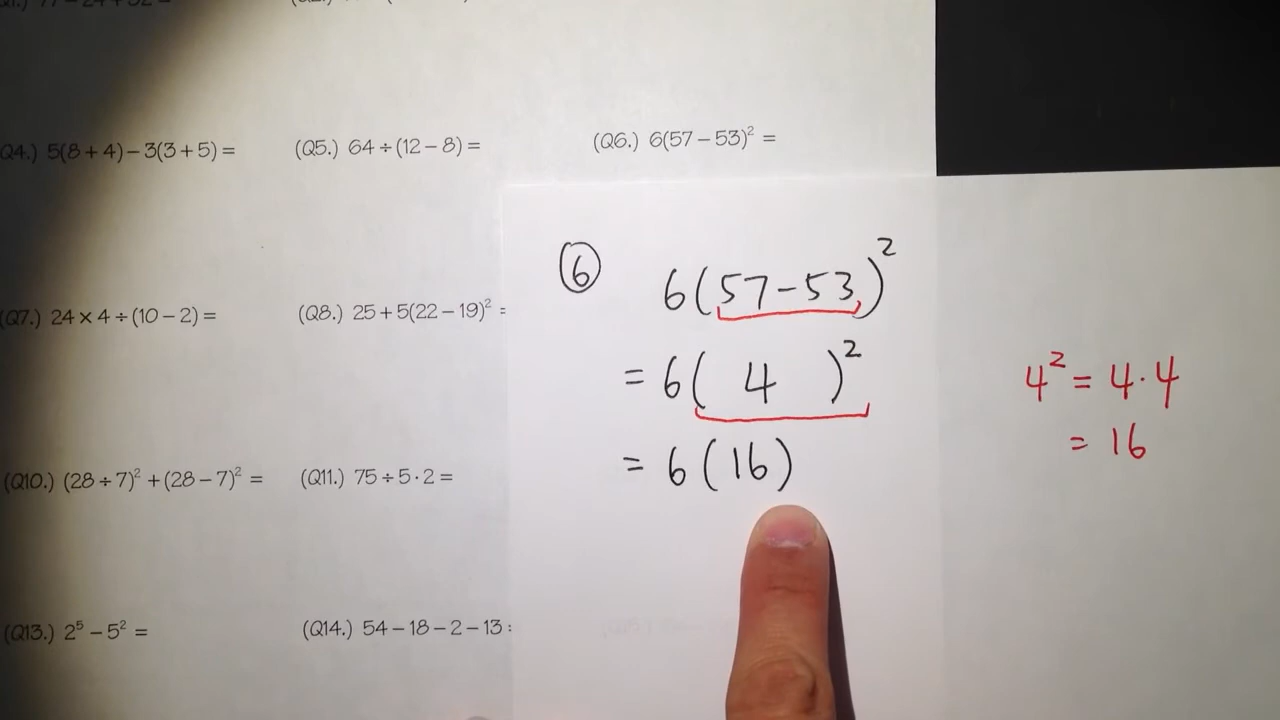 (Q4.) 5(8 + 4) – 3(3 + 5) = (Q5.) 64 ÷ (12 – 8) = (Q6.) 6(57 – 53)² =
⑥ 6(57-53)²
(Q7.) 24 × 4 ÷ (10 – 2) = (Q8.) 25 + 5(22 – 19)² =
= 6( 4 )² 4² = 4·4
= 16
= 6(16)
(Q10.) (28 ÷ 7)² + (28 – 7)² = (Q11.) 75 ÷ 5 · 2 =
(Q13.) 2⁵ – 5² = (Q14.) 54 – 18 – 2 – 13